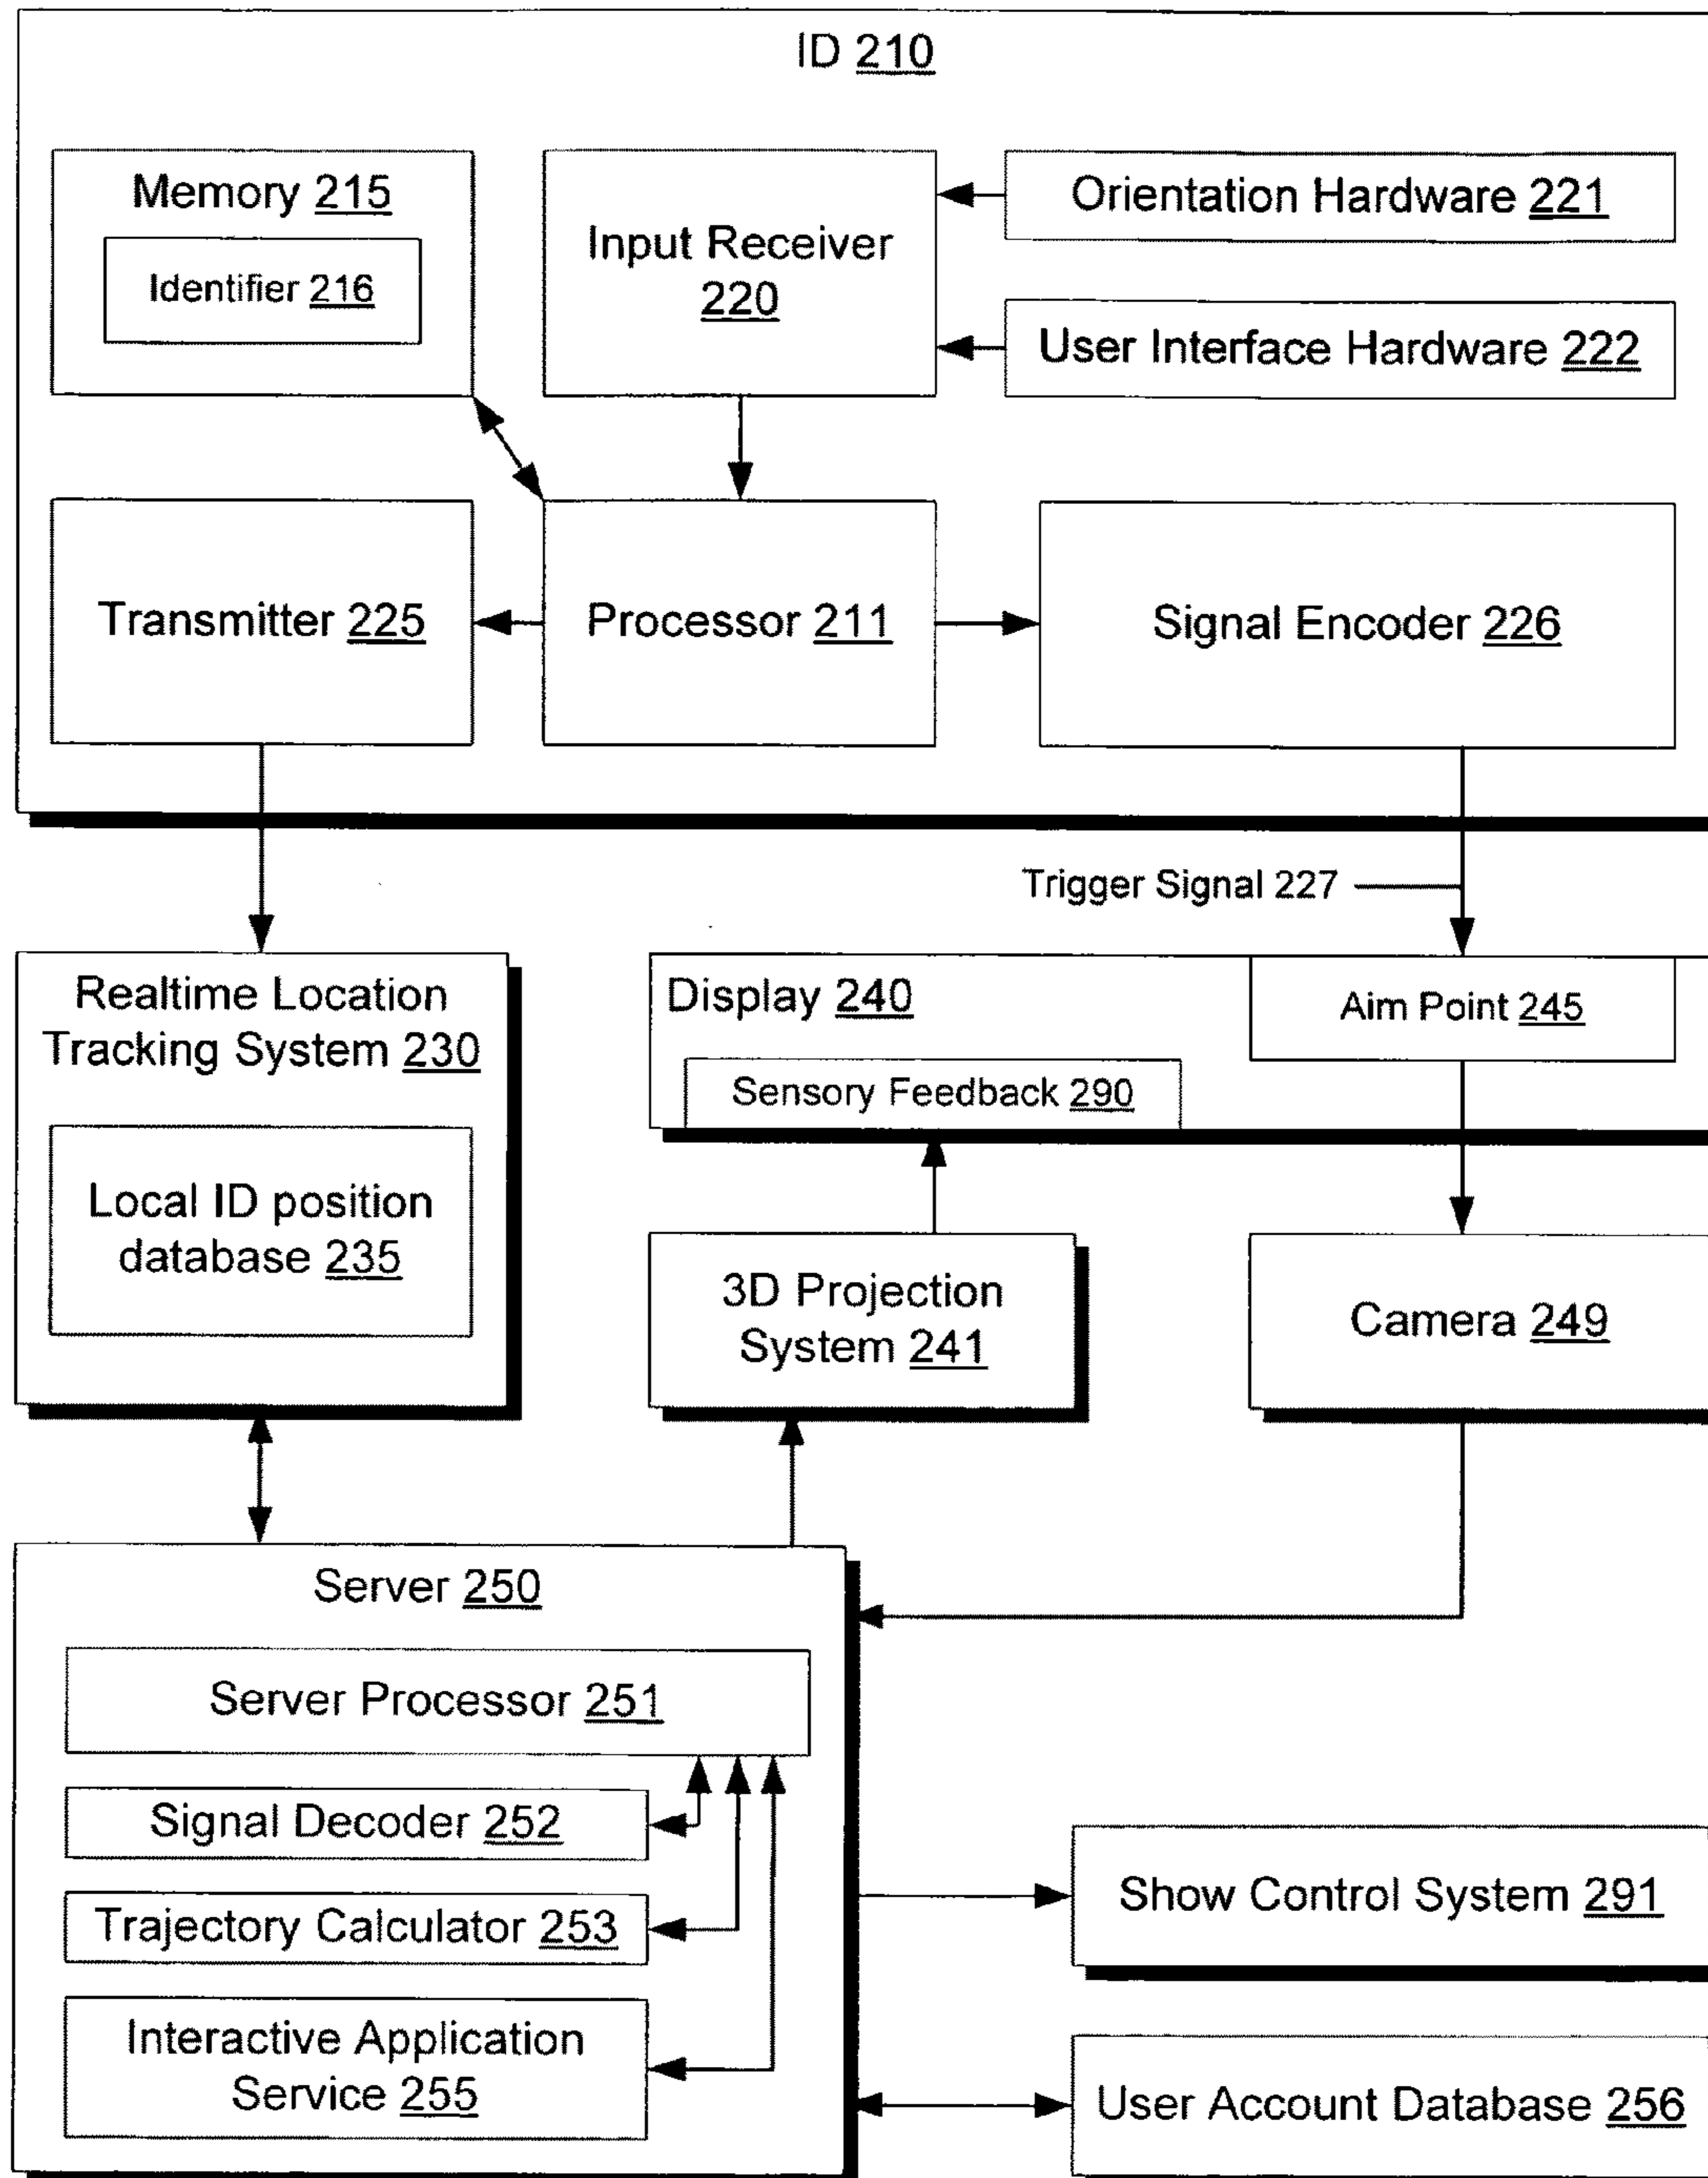 ID 210
Memory 215
Identifier 216
Input Receiver
220
Orientation Hardware 221
User Interface Hardware 222
Transmitter 225
Processor 211
Signal Encoder 226
Trigger Signal 227
Realtime Location
Tracking System 230
Local ID position
database 235
Display 240
Aim Point 245
Sensory Feedback 290
3D Projection
System 241
Camera 249
Server 250
Server Processor 251
Signal Decoder 252
Trajectory Calculator 253
Interactive Application
Service 255
Show Control System 291
User Account Database 256